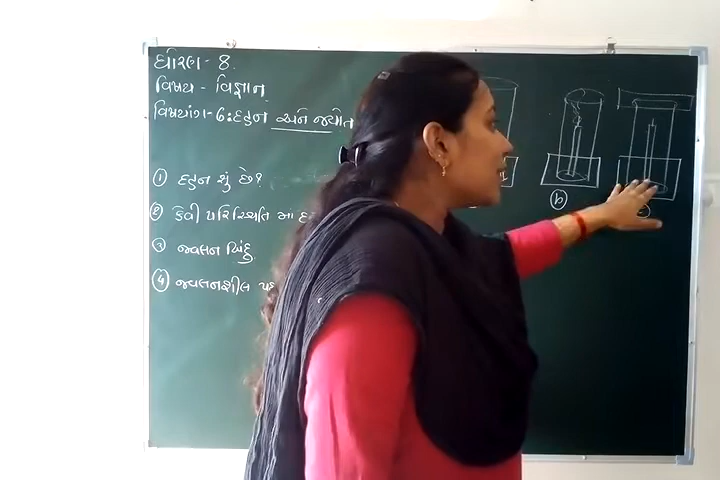 ધોરણ - 8.
વિષય - વિજ્ઞાન.
વિષયાંશ - 6: દહન અને જ્યોત
① દહન શું છે?
② કેવી પરિસ્થિતિ માં
③ જ્વલન બિંદુ.
④ જ્વલનશીલ
b